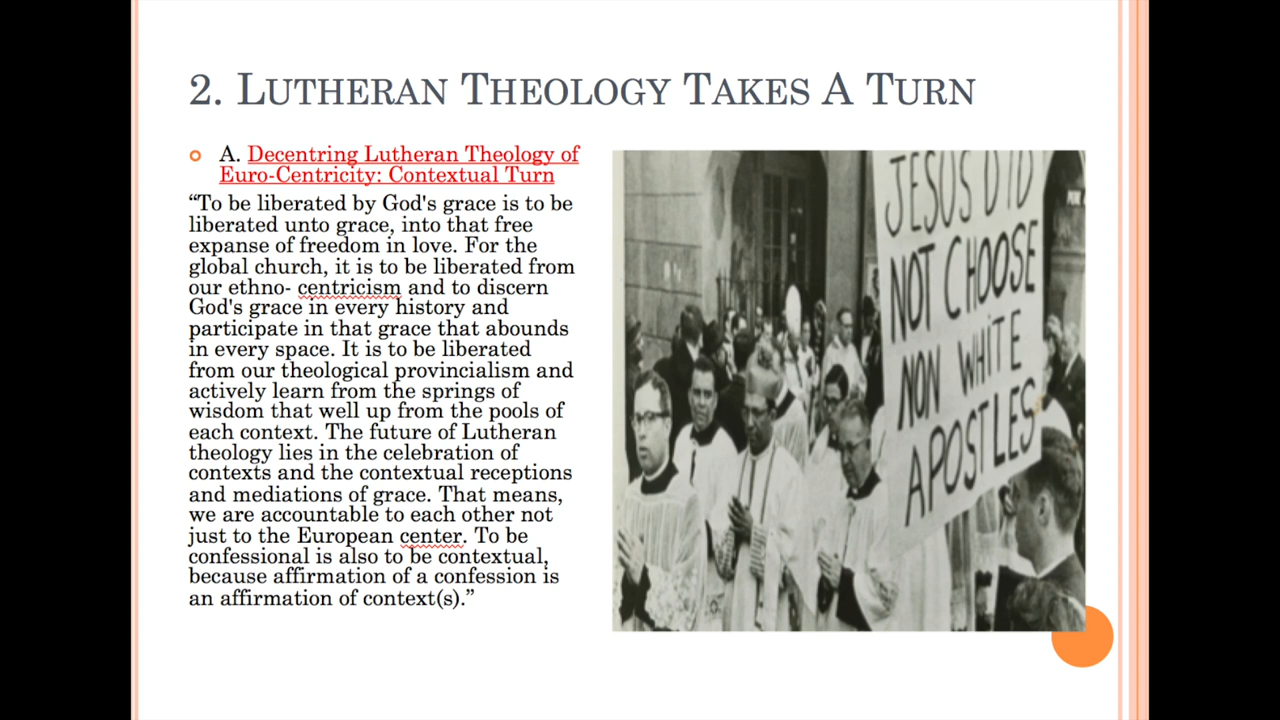 2. LUTHERAN THEOLOGY TAKES A TURN
A. Decentring Lutheran Theology of
Euro-Centricity: Contextual Turn
“To be liberated by God's grace is to be
liberated unto grace, into that free
expanse of freedom in love. For the
global church, it is to be liberated from
our ethno- centricism and to discern
God's grace in every history and
participate in that grace that abounds
in every space. It is to be liberated
from our theological provincialism and
actively learn from the springs of
wisdom that well up from the pools of
each context. The future of Lutheran
theology lies in the celebration of
contexts and the contextual receptions
and mediations of grace. That means,
we are accountable to each other not
just to the European center. To be
confessional is also to be contextual,
because affirmation of a confession is
an affirmation of context(s).”
JESUS DID
NOT CHOOSE
NON WHITE
APOSTLES